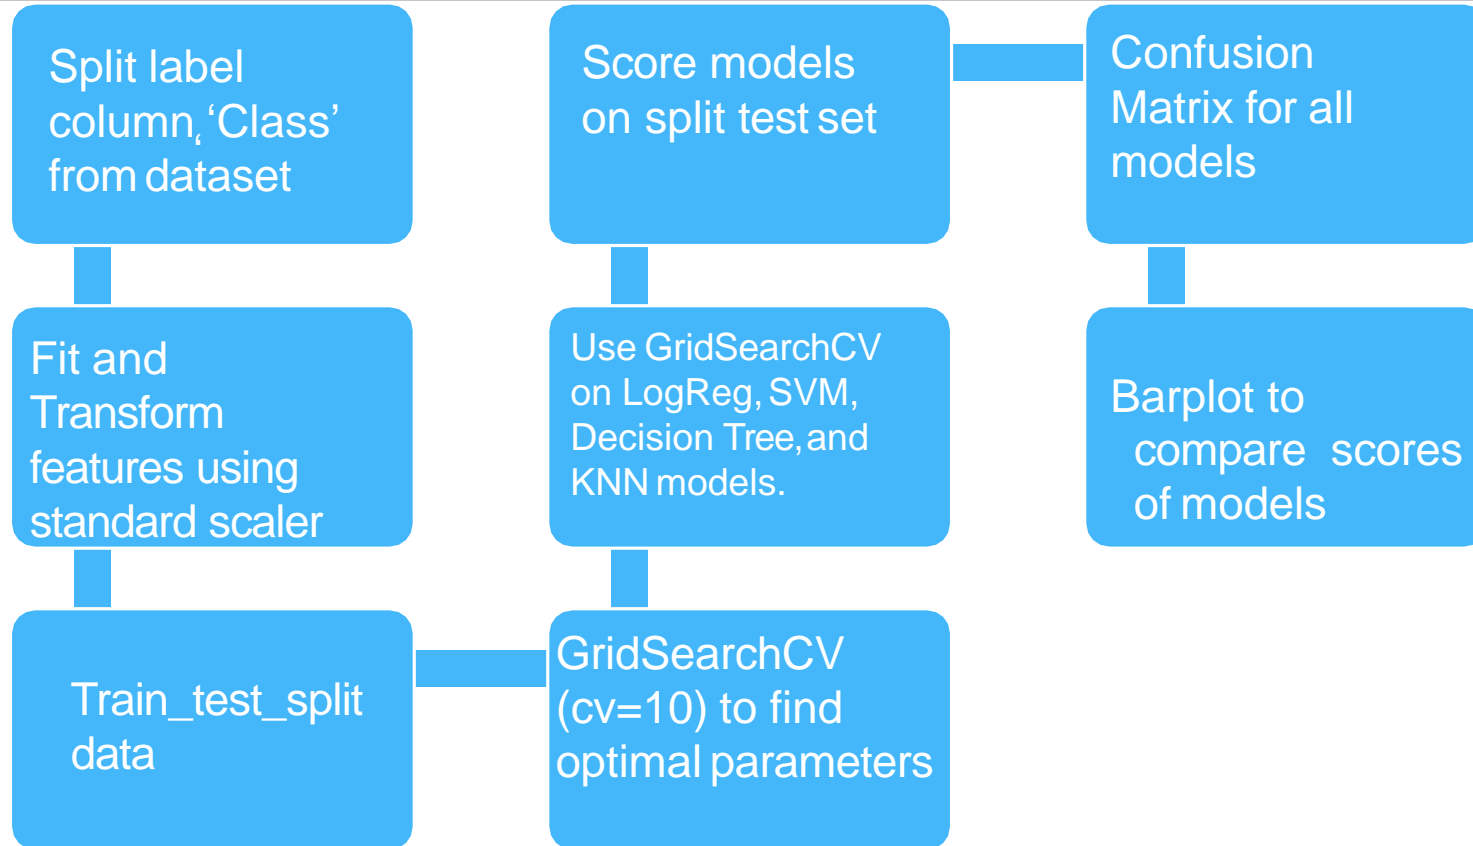 Split label
column, ‘Class’
from dataset
Fit and
Transform
features using
standard scaler
Train_test_split
data
GridSearchCV
(cv=10) to find
optimal parameters
Use GridSearchCV
on LogReg, SVM,
Decision Tree, and
KNN models.
Score models
on split test set
Confusion
Matrix for all
models
Barplot to
compare scores
of models